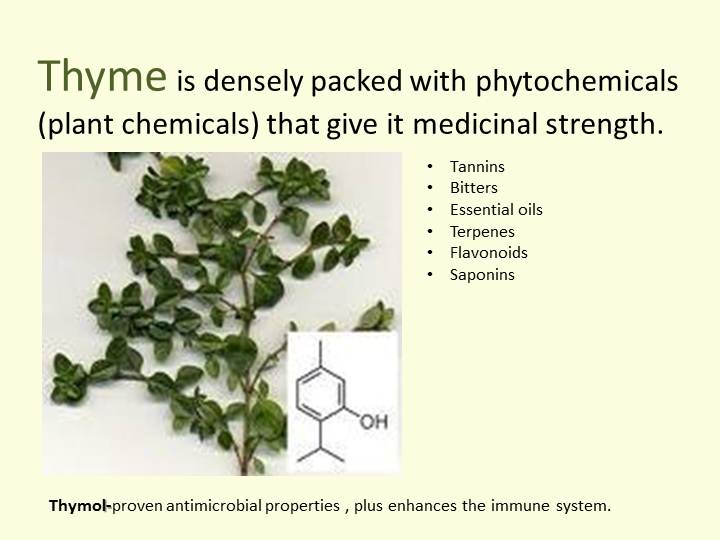 Thyme is densely packed with phytochemicals
(plant chemicals) that give it medicinal strength.
• Tannins
• Bitters
• Essential oils
• Terpenes
• Flavonoids
• Saponins
OH
Thymol-proven antimicrobial properties , plus enhances the immune system.